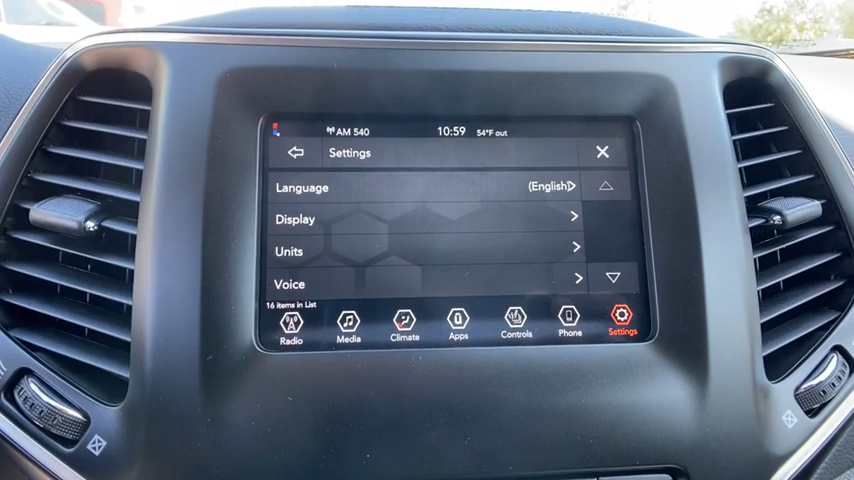 AM 540 10:59 54°F out
Settings X
Language (English)>
Display >
Units >
Voice >
16 items in List
Radio Media Climate Apps Controls Phone Settings